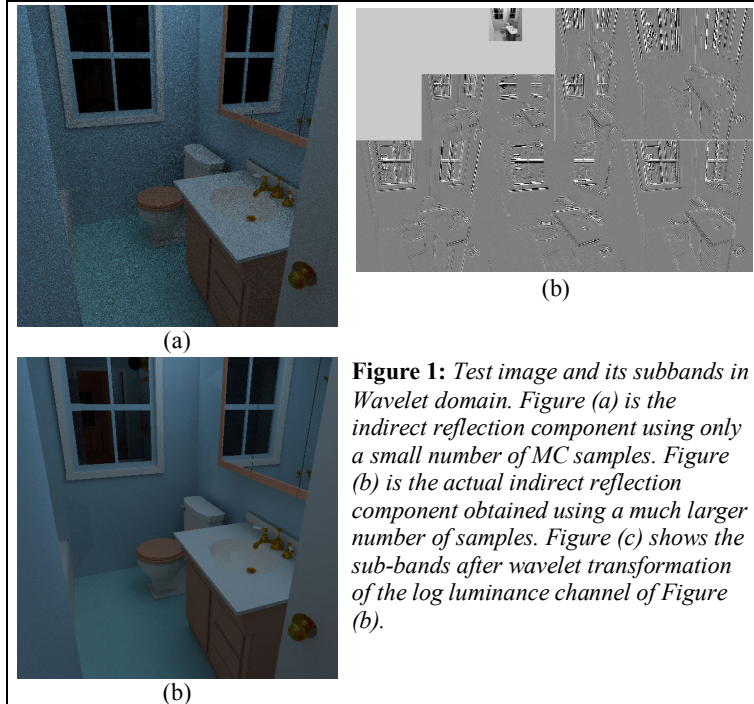 (a)
(b)
(b)
Figure 1: Test image and its subbands in
Wavelet domain. Figure (a) is the
indirect reflection component using only
a small number of MC samples. Figure
(b) is the actual indirect reflection
component obtained using a much larger
number of samples. Figure (c) shows the
sub-bands after wavelet transformation
of the log luminance channel of Figure
(b).